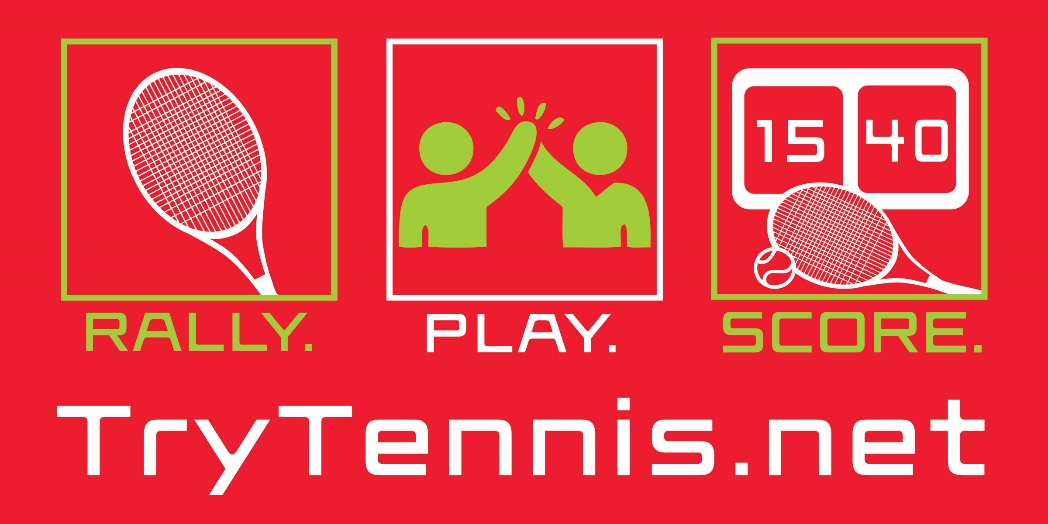 15 40
RALLY. PLAY. SCORE.
TryTennis.net